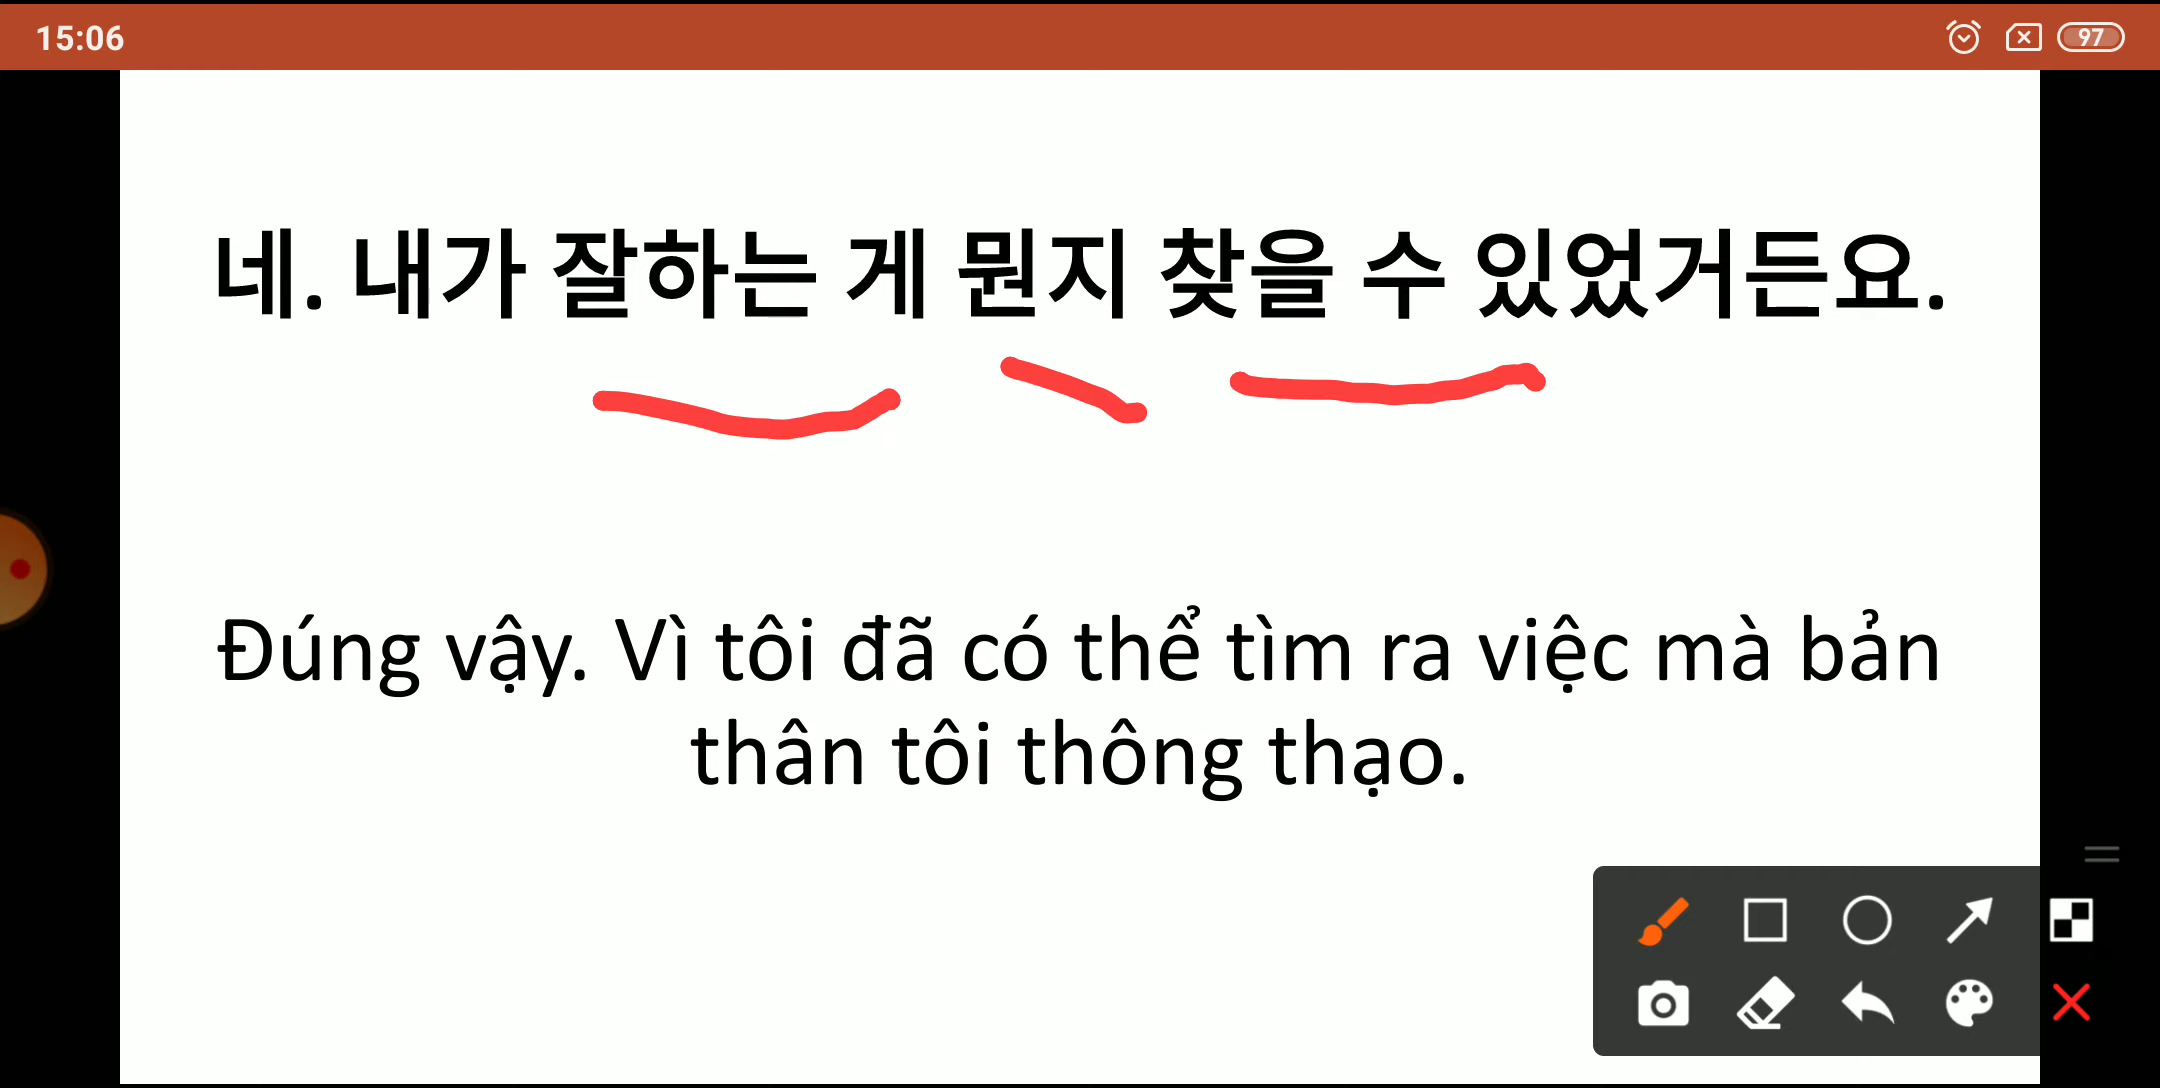 15:06
97
네. 내가 잘하는 게 뭔지 찾을 수 있었거든요.
Đúng vậy. Vì tôi đã có thể tìm ra việc mà bản
thân tôi thông thạo.